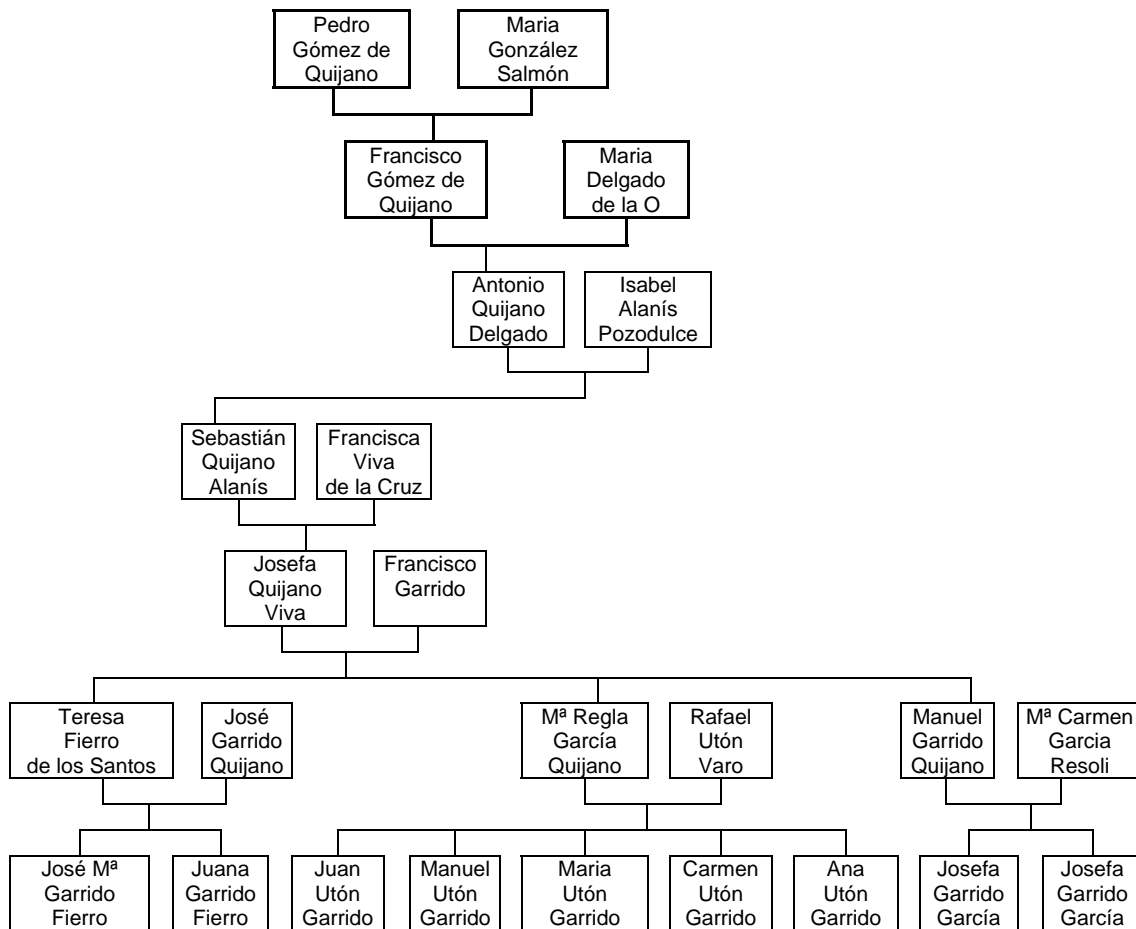 Pedro
Gómez de
Quijano
Maria
González
Salmón
Francisco
Gómez de
Quijano
Maria
Delgado
de la O
Antonio
Quijano
Delgado
Isabel
Alanís
Pozodulce
Sebastián
Quijano
Alanís
Francisca
Viva
de la Cruz
Josefa
Quijano
Viva
Francisco
Garrido
Teresa
Fierro
de los Santos
José
Garrido
Quijano
Mª Regla
García
Quijano
Rafael
Utón
Varo
Manuel
Garrido
Quijano
Mª Carmen
Garcia
Resoli
José Mª
Garrido
Fierro
Juana
Garrido
Fierro
Juan
Utón
Garrido
Manuel
Utón
Garrido
Maria
Utón
Garrido
Carmen
Utón
Garrido
Ana
Utón
Garrido
Josefa
Garrido
García
Josefa
Garrido
García